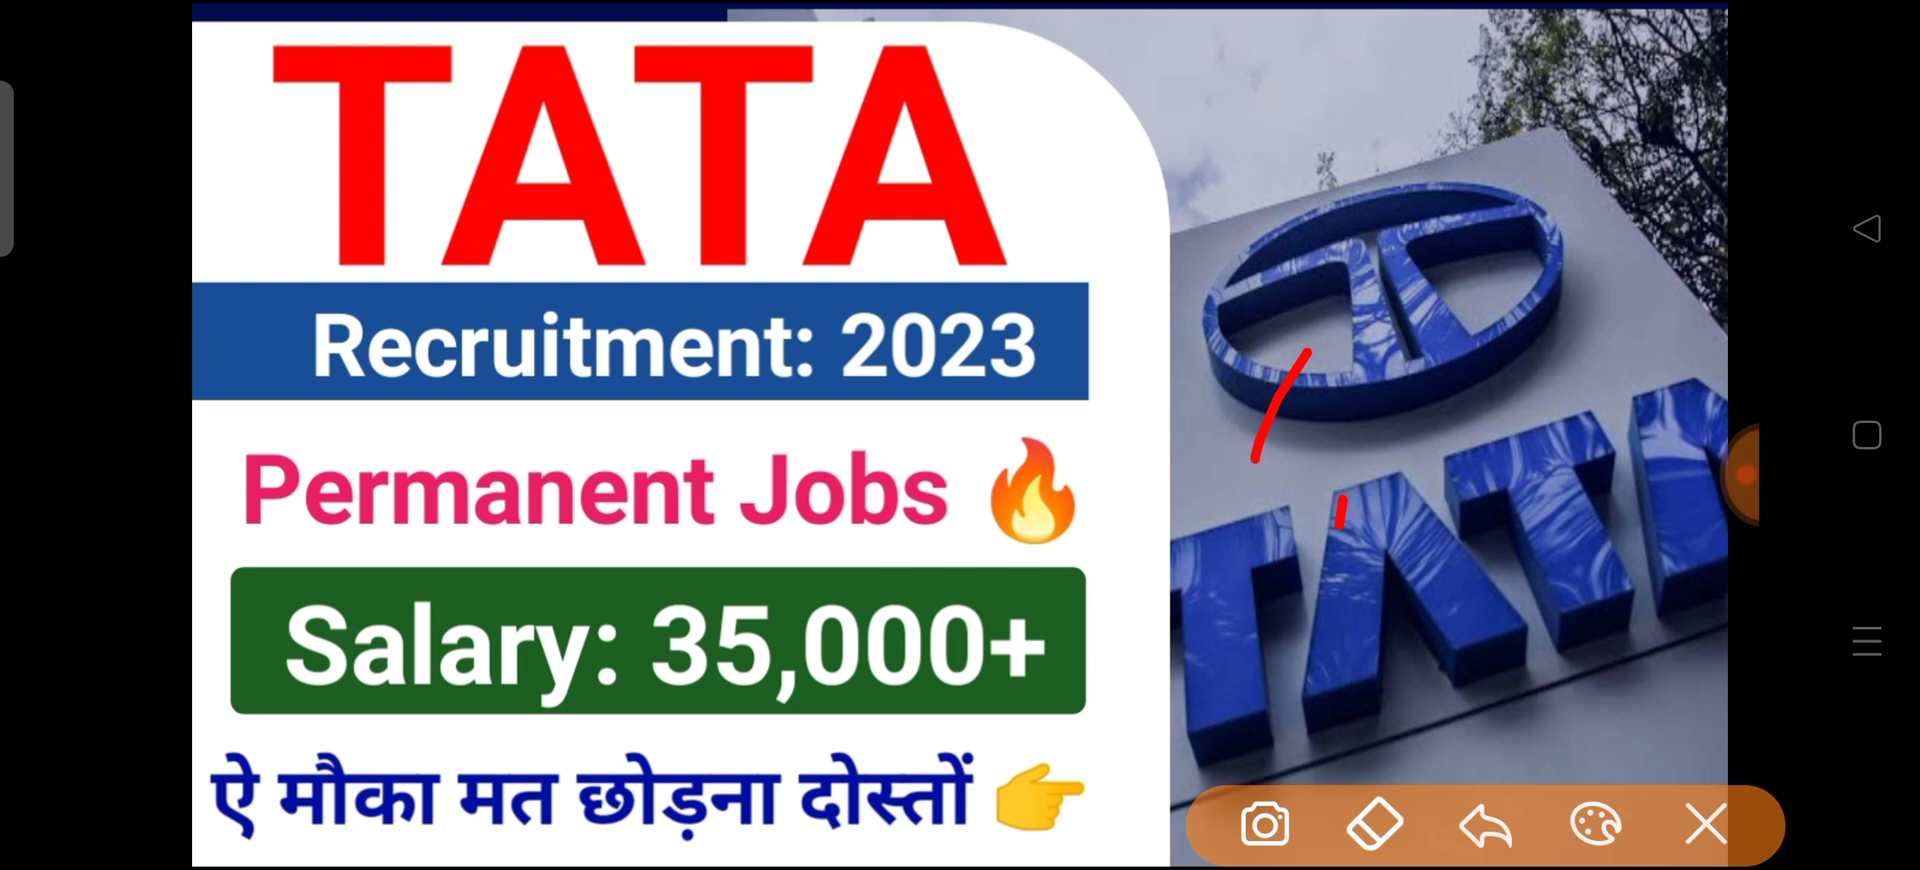 TATA
Recruitment: 2023
Permanent Jobs 🔥
Salary: 35,000+
ऐ मौका मत छोड़ना दोस्तों 👉
TATA